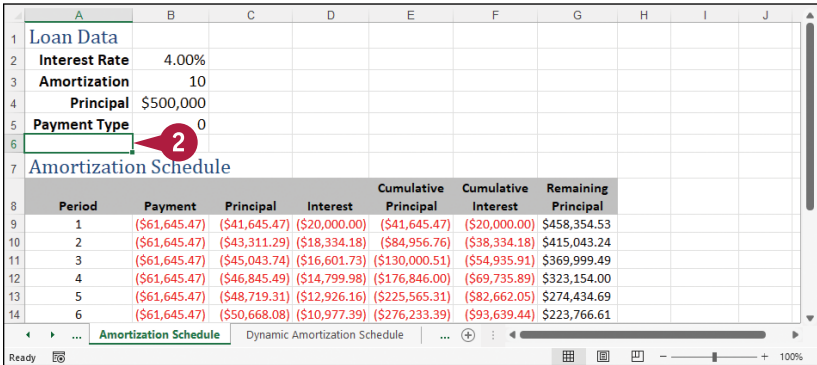 A B C D E F G H I J
1 Loan Data
2 Interest Rate 4.00%
3 Amortization 10
4 Principal $500,000
5 Payment Type 0
6 2
7 Amortization Schedule
Cumulative Cumulative Remaining
8 Period Payment Principal Interest Principal Interest Principal
9 1 ($61,645.47) ($41,645.47) ($20,000.00) ($41,645.47) ($20,000.00) $458,354.53
10 2 ($61,645.47) ($43,311.29) ($18,334.18) ($84,956.76) ($38,334.18) $415,043.24
11 3 ($61,645.47) ($45,043.74) ($16,601.73) ($130,000.51) ($54,935.91) $369,999.49
12 4 ($61,645.47) ($46,845.49) ($14,799.98) ($176,846.00) ($69,735.89) $323,154.00
13 5 ($61,645.47) ($48,719.31) ($12,926.16) ($225,565.31) ($82,662.05) $274,434.69
14 6 ($61,645.47) ($50,668.08) ($10,977.39) ($276,233.39) ($93,639.44) $223,766.61
... Amortization Schedule Dynamic Amortization Schedule ...
Ready 100%